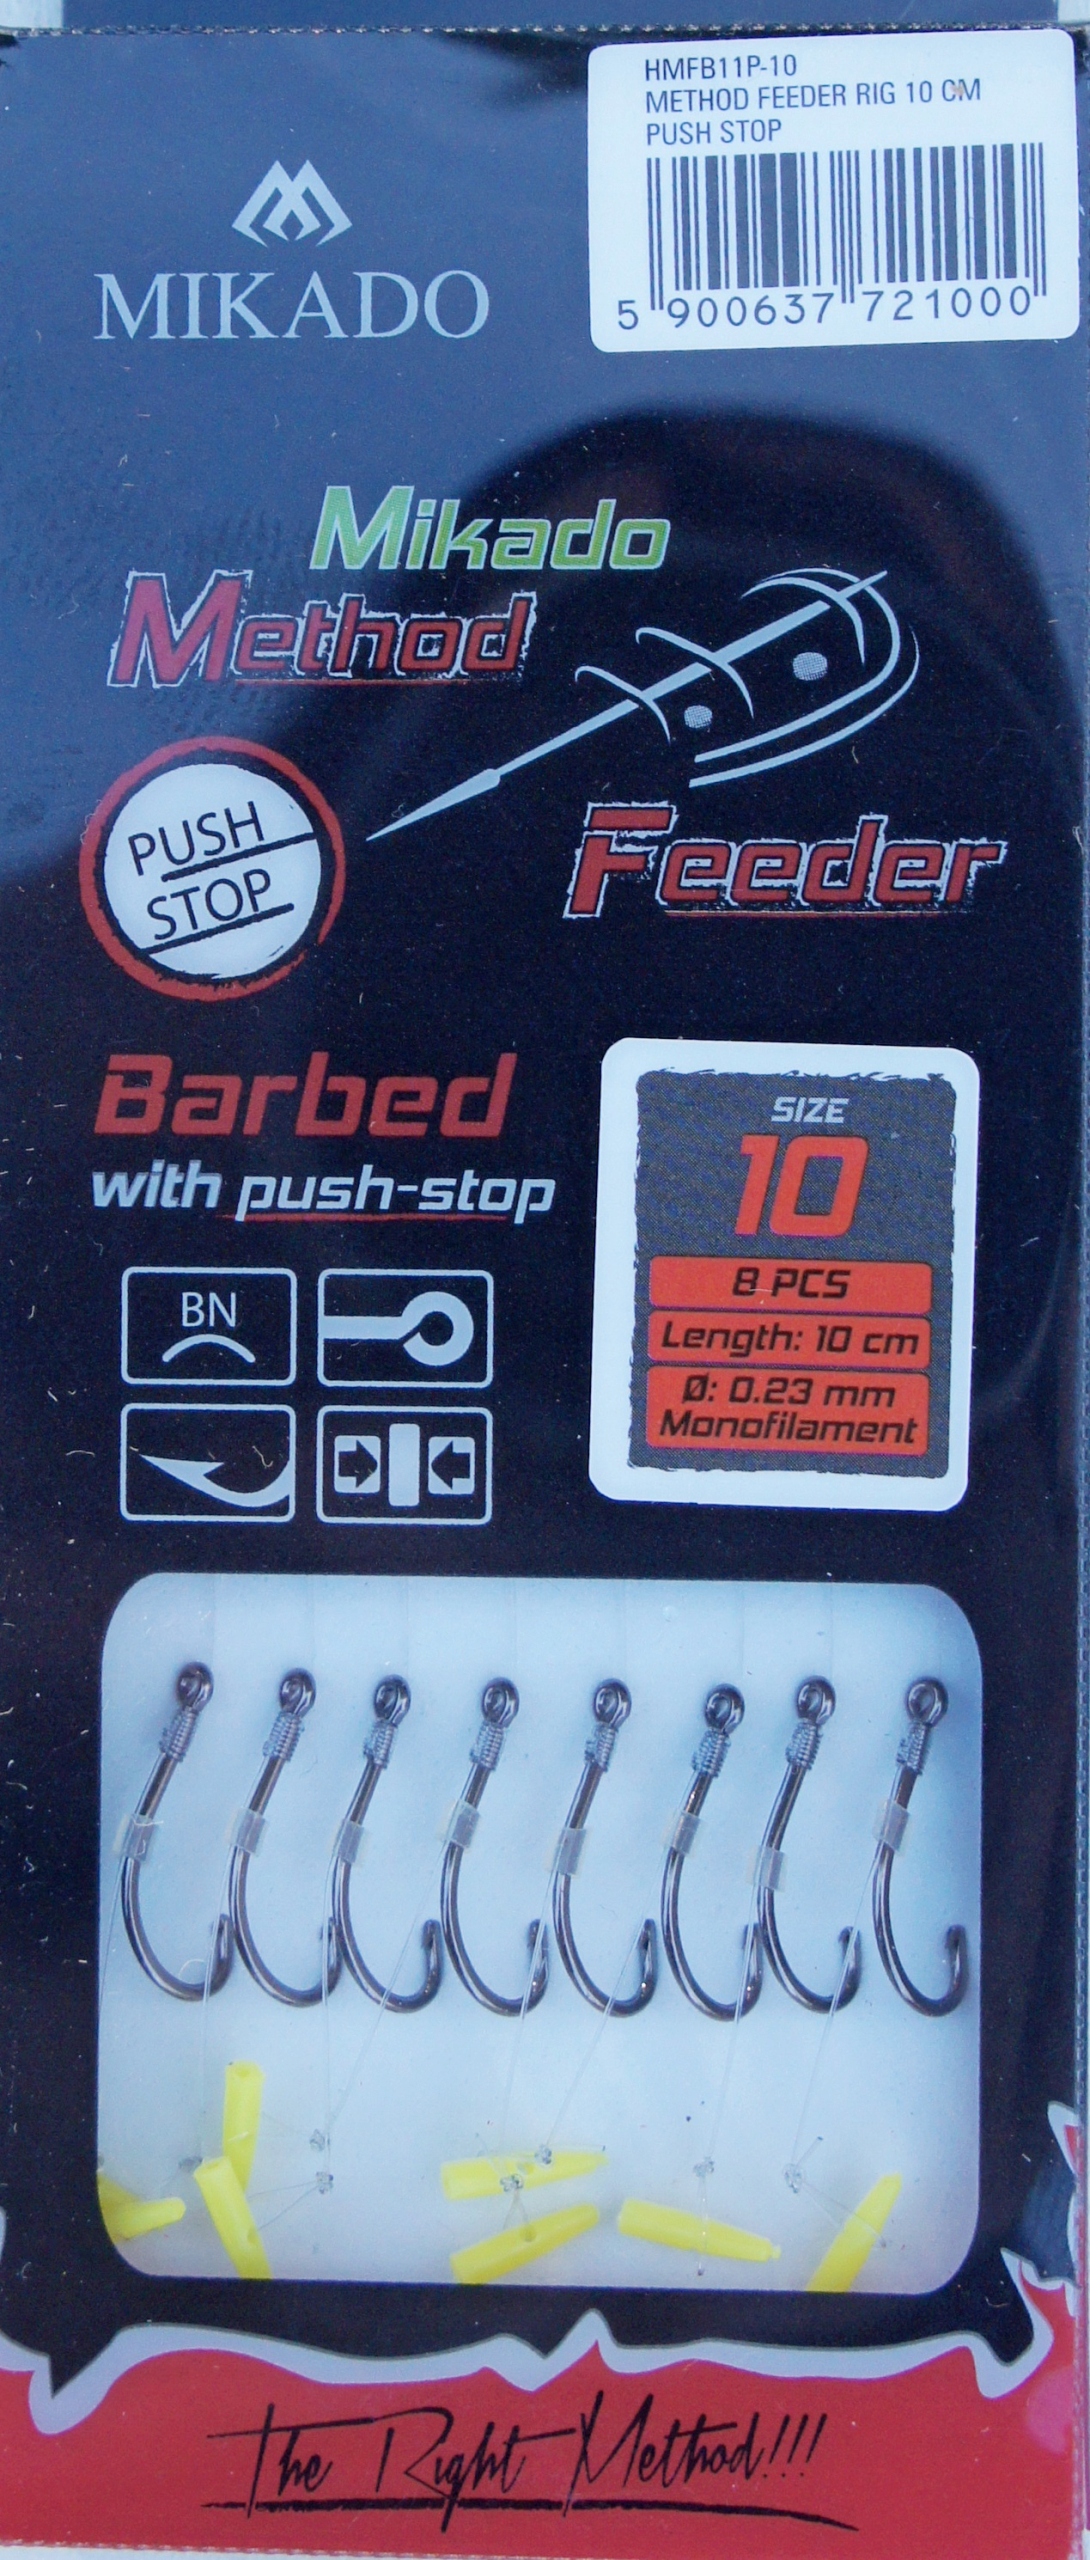 HMFB11P-10
METHOD FEEDER RIG 10 CM
PUSH STOP
5 900637 721000
MIKADO
Mikado
Method
Feeder
PUSH
STOP
Barbed
with push-stop
BN
SIZE
10
8 PCS
Length: 10 cm
Ø: 0.23 mm
Monofilament
The Right Method!!!